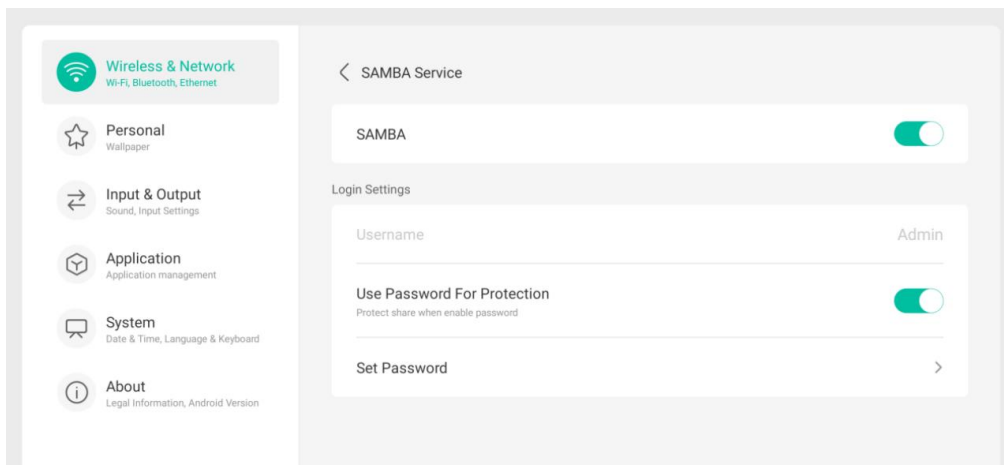 Wireless & Network
Wi-Fi, Bluetooth, Ethernet
Personal
Wallpaper
Input & Output
Sound, Input Settings
Application
Application management
System
Date & Time, Language & Keyboard
About
Legal Information, Android Version
SAMBA Service
SAMBA
Login Settings
Username Admin
Use Password For Protection
Protect share when enable password
Set Password